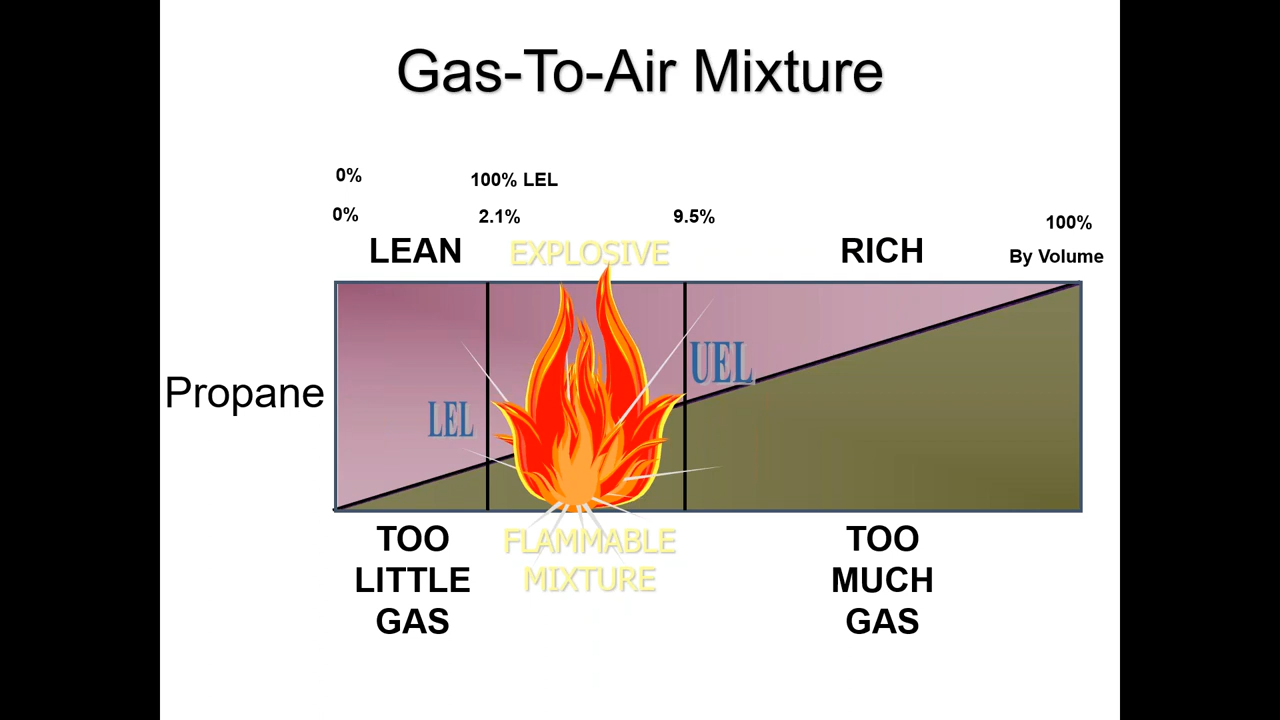 Gas-To-Air Mixture
0%
100% LEL
0%
2.1%
9.5%
100%
LEAN
EXPLOSIVE
RICH
By Volume
UEL
Propane
LEL
TOO
LITTLE
GAS
FLAMMABLE
MIXTURE
TOO
MUCH
GAS